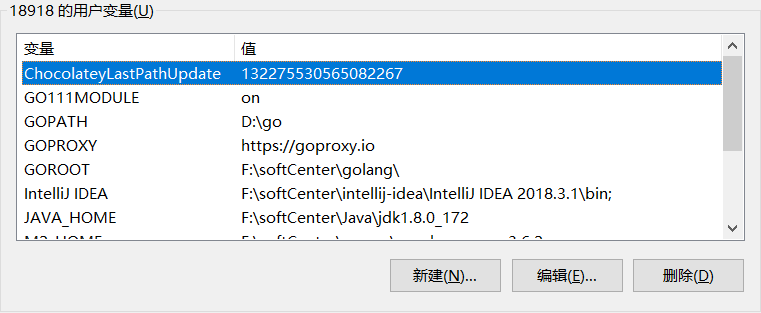 18918 的用户变量(U)
变量 值
ChocolateyLastPathUpdate 132275530565082267
GO111MODULE on
GOPATH D:\go
GOPROXY https://goproxy.io
GOROOT F:\softCenter\golang\
IntelliJ IDEA F:\softCenter\intellij-idea\IntelliJ IDEA 2018.3.1\bin;
JAVA_HOME F:\softCenter\Java\jdk1.8.0_172
新建(N)... 编辑(E)... 删除(D)